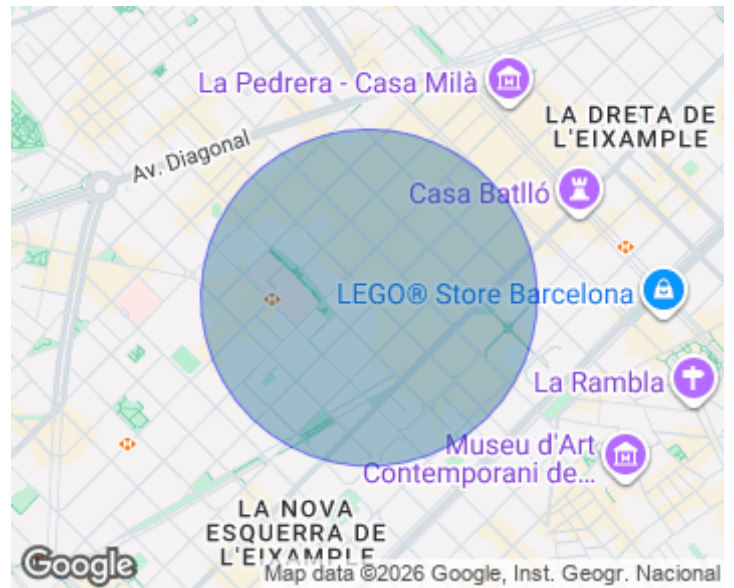 La Pedrera - Casa Milà
LA DRETA DE
L'EIXAMPLE
Av. Diagonal
Casa Batlló
LEGO® Store Barcelona
La Rambla
Museu d'Art
Contemporani de...
LA NOVA
ESQUERRA DE
L'EIXAMPLE
Google
Map data ©2026 Google, Inst. Geogr. Nacional